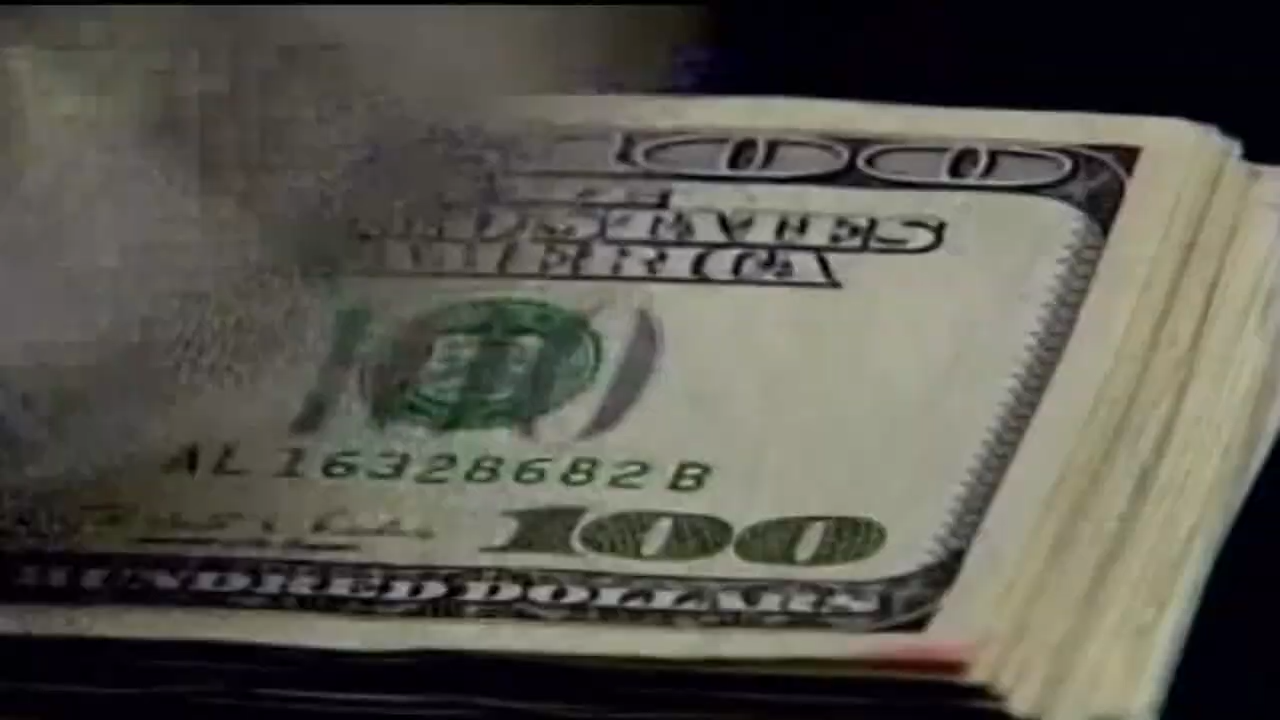 100
STATES
AMERICA
AL 16328682 B
100
HUNDRED DOLLARS